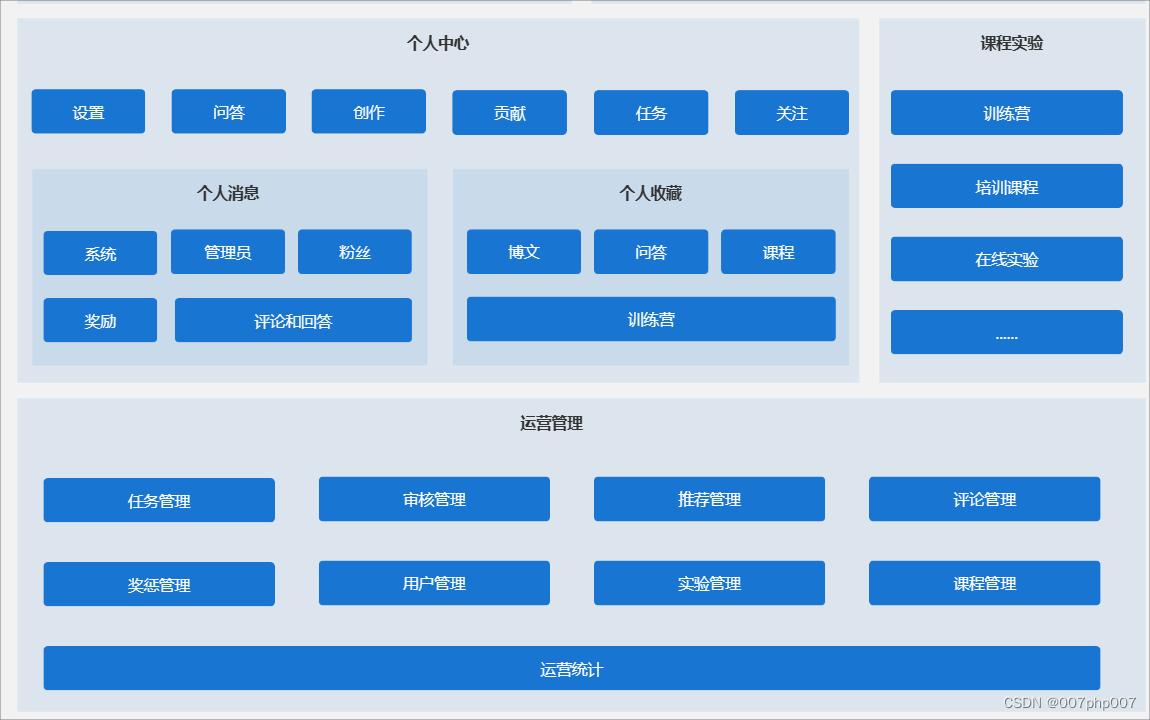 个人中心
设置
问答
创作
贡献
任务
关注
个人消息
系统
管理员
粉丝
奖励
评论和回答
个人收藏
博文
问答
课程
训练营
课程实验
训练营
培训课程
在线实验
......
运营管理
任务管理
审核管理
推荐管理
评论管理
奖惩管理
用户管理
实验管理
课程管理
运营统计
CSDN @007php007